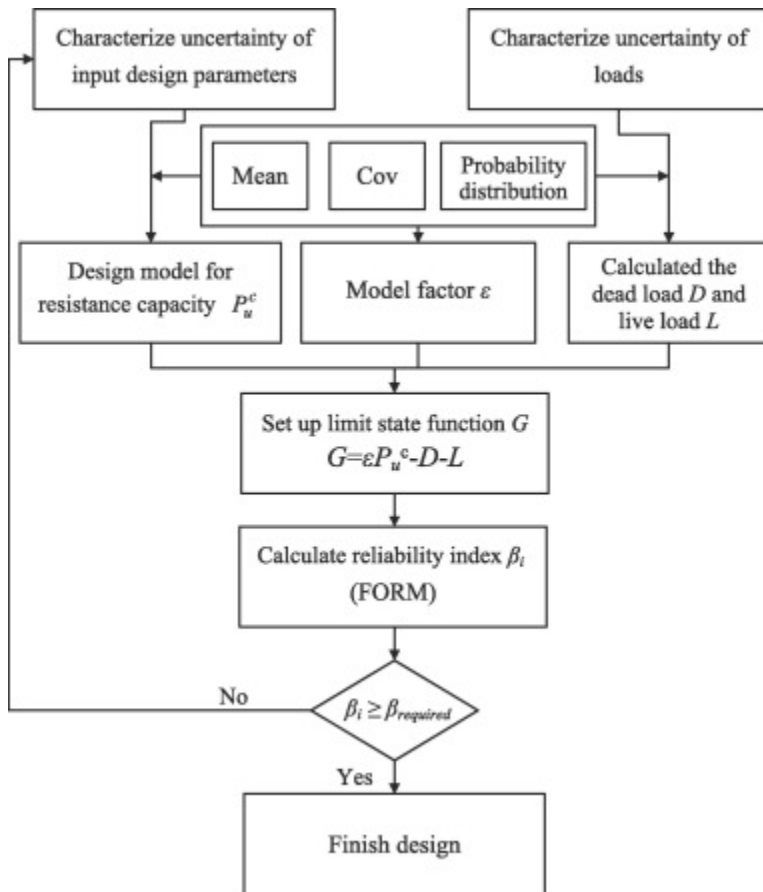 Characterize uncertainty of
input design parameters
Characterize uncertainty of
loads
Mean
Cov
Probability
distribution
Design model for
resistance capacity P_u^c
Model factor ε
Calculated the
dead load D and
live load L
Set up limit state function G
G=εP_u^c-D-L
Calculate reliability index β_i
(FORM)
No
β_i ≥ β_required
Yes
Finish design